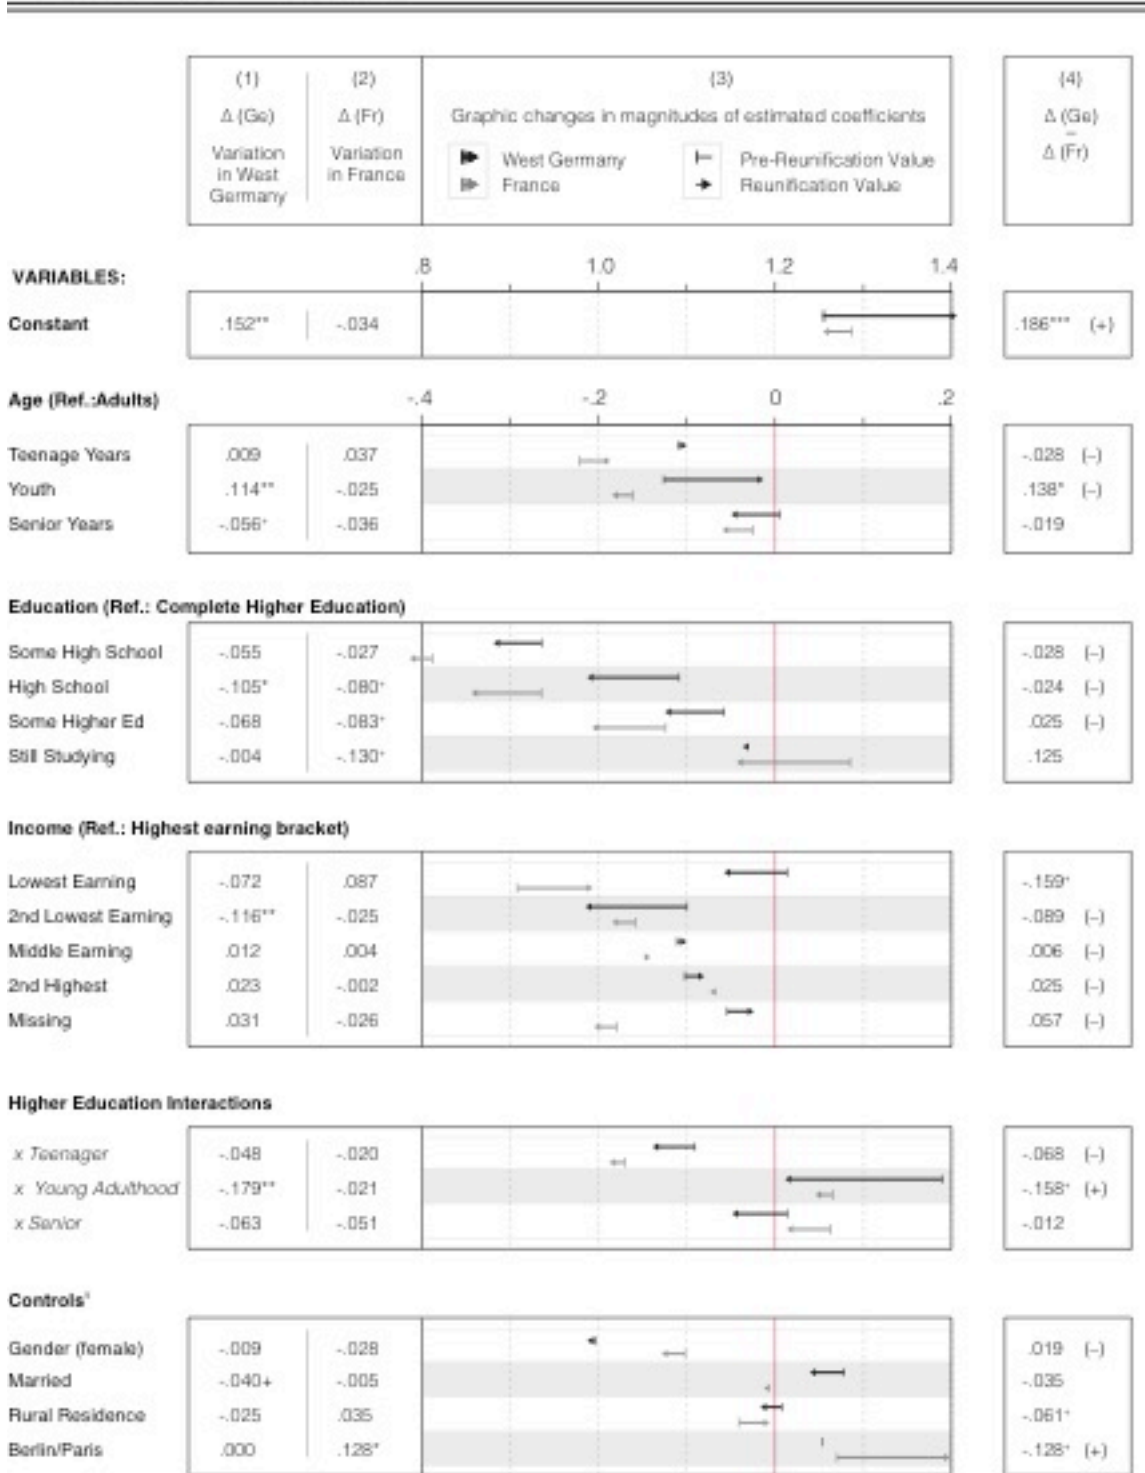 (1) (2) (3) (4)
Δ (Ge) Δ (Fr) Graphic changes in magnitudes of estimated coefficients Δ (Ge)
–
Variation Variation West Germany Pre-Reunification Value Δ (Fr)
in West in France France Reunification Value
Germany
VARIABLES: .8 1.0 1.2 1.4
Constant .152** -.034 .186*** (+)
Age (Ref.:Adults) -.4 -.2 0 .2
Teenage Years .009 .037 -.028 (–)
Youth .114** -.025 .138* (–)
Senior Years -.056+ -.036 -.019
Education (Ref.: Complete Higher Education)
Some High School -.055 -.027 -.028 (–)
High School -.105* -.080+ -.024 (–)
Some Higher Ed -.068 -.083+ .025 (–)
Still Studying -.004 -.130+ .125
Income (Ref.: Highest earning bracket)
Lowest Earning -.072 .087 -.159+
2nd Lowest Earning -.116** -.025 -.089 (–)
Middle Earning .012 .004 .006 (–)
2nd Highest .023 -.002 .025 (–)
Missing .031 -.026 .057 (–)
Higher Education Interactions
x Teenager -.048 -.020 -.068 (–)
x Young Adulthood -.179** -.021 -.158+ (+)
x Senior -.063 -.051 -.012
Controls
Gender (female) -.009 -.028 .019 (–)
Married -.040+ -.005 -.035
Rural Residence -.025 .035 -.061+
Berlin/Paris .000 .128* -.128+ (+)